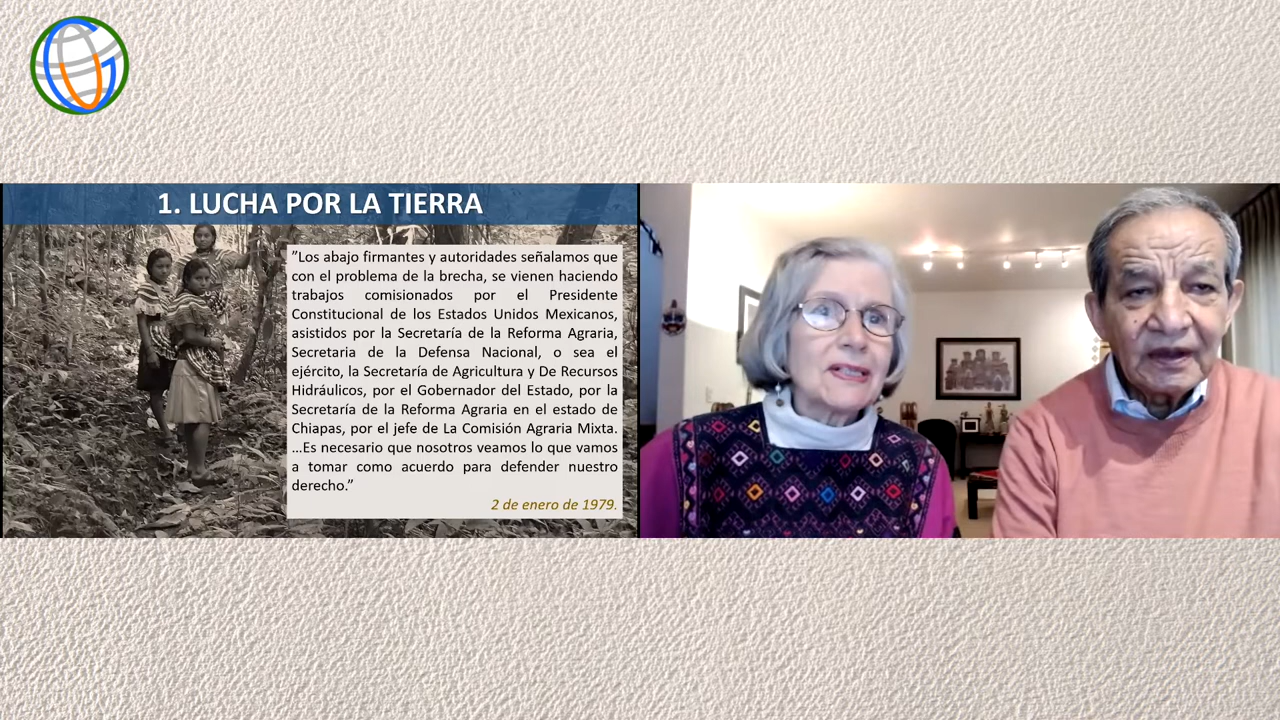 1. LUCHA POR LA TIERRA
”Los abajo firmantes y autoridades señalamos que
con el problema de la brecha, se vienen haciendo
trabajos comisionados por el Presidente
Constitucional de los Estados Unidos Mexicanos,
asistidos por la Secretaría de la Reforma Agraria,
Secretaria de la Defensa Nacional, o sea el
ejército, la Secretaría de Agricultura y De Recursos
Hidráulicos, por el Gobernador del Estado, por la
Secretaría de la Reforma Agraria en el estado de
Chiapas, por el jefe de La Comisión Agraria Mixta.
...Es necesario que nosotros veamos lo que vamos
a tomar como acuerdo para defender nuestro
derecho.”
2 de enero de 1979.